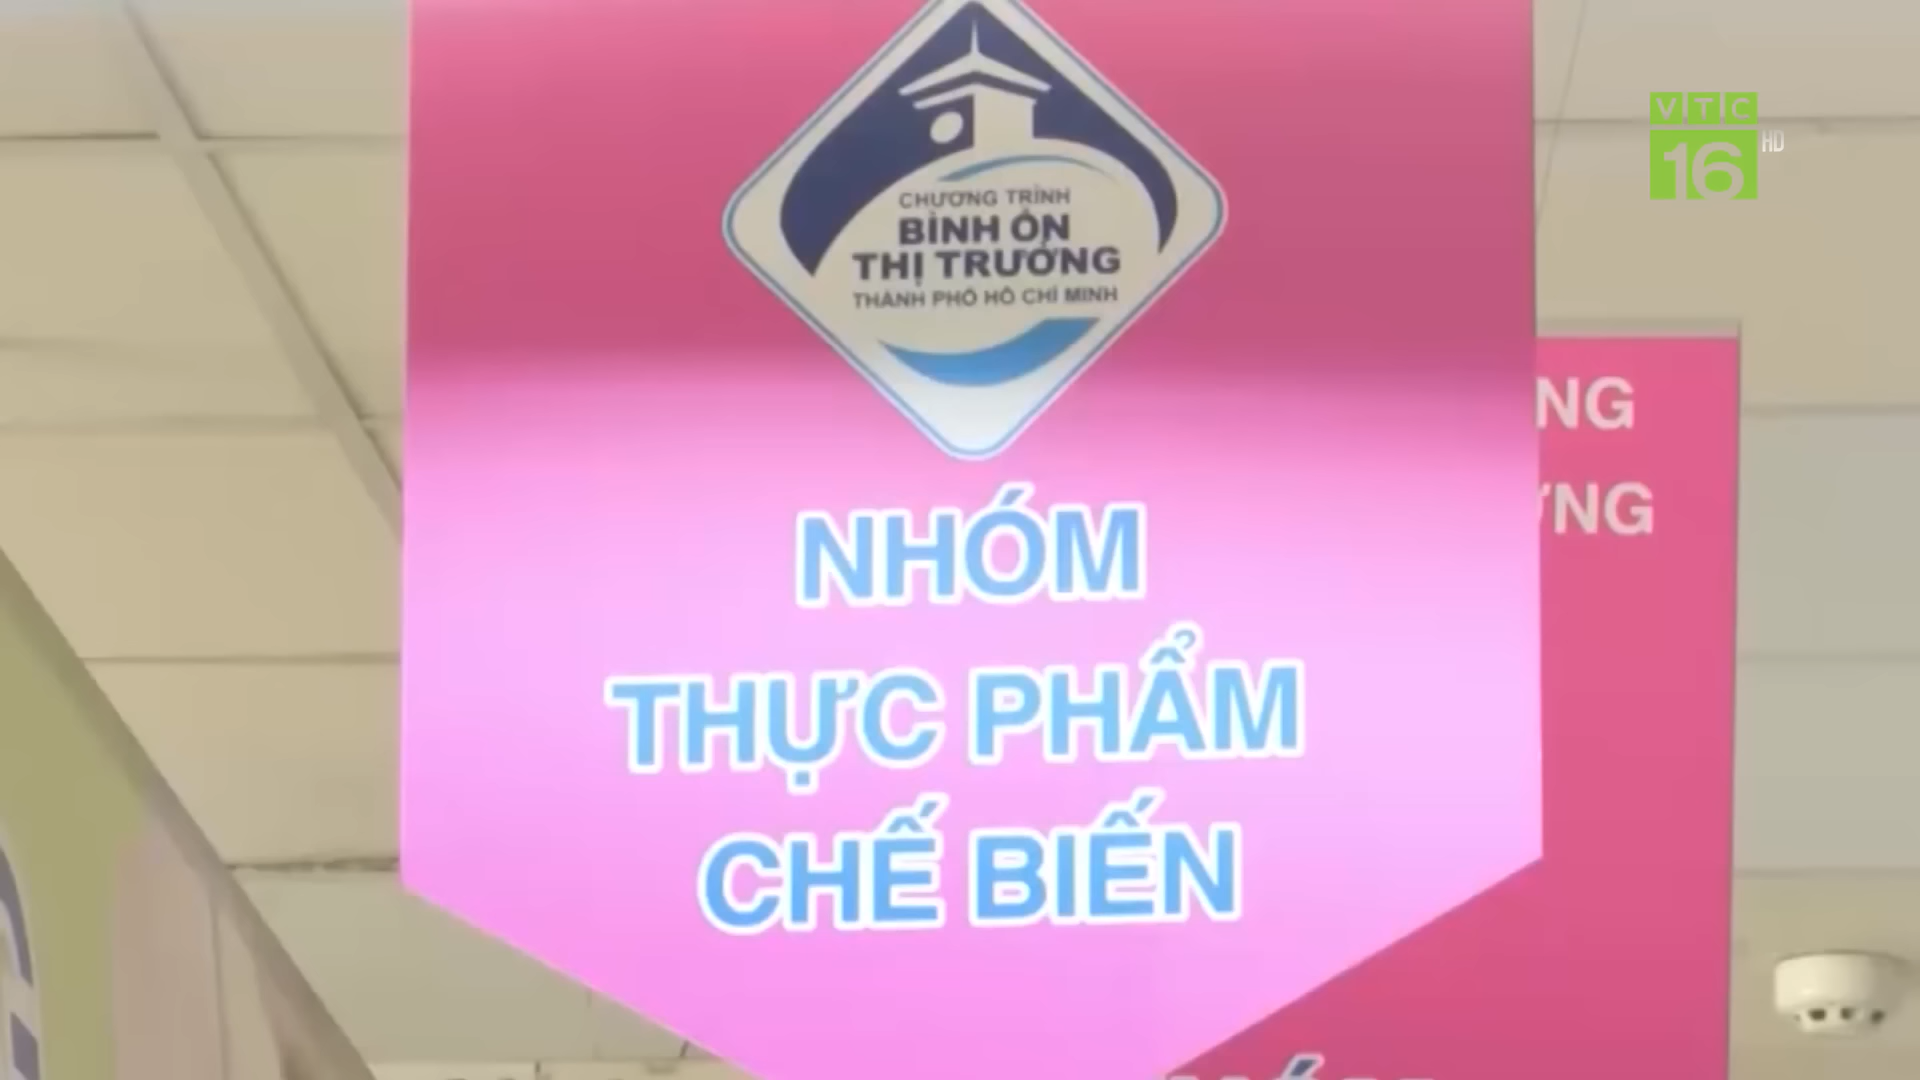 VTC
16 HD
CHƯƠNG TRÌNH
BÌNH ỔN
THỊ TRƯỜNG
THÀNH PHỐ HỒ CHÍ MINH
NHÓM
THỰC PHẨM
CHẾ BIẾN
NG
ỜNG